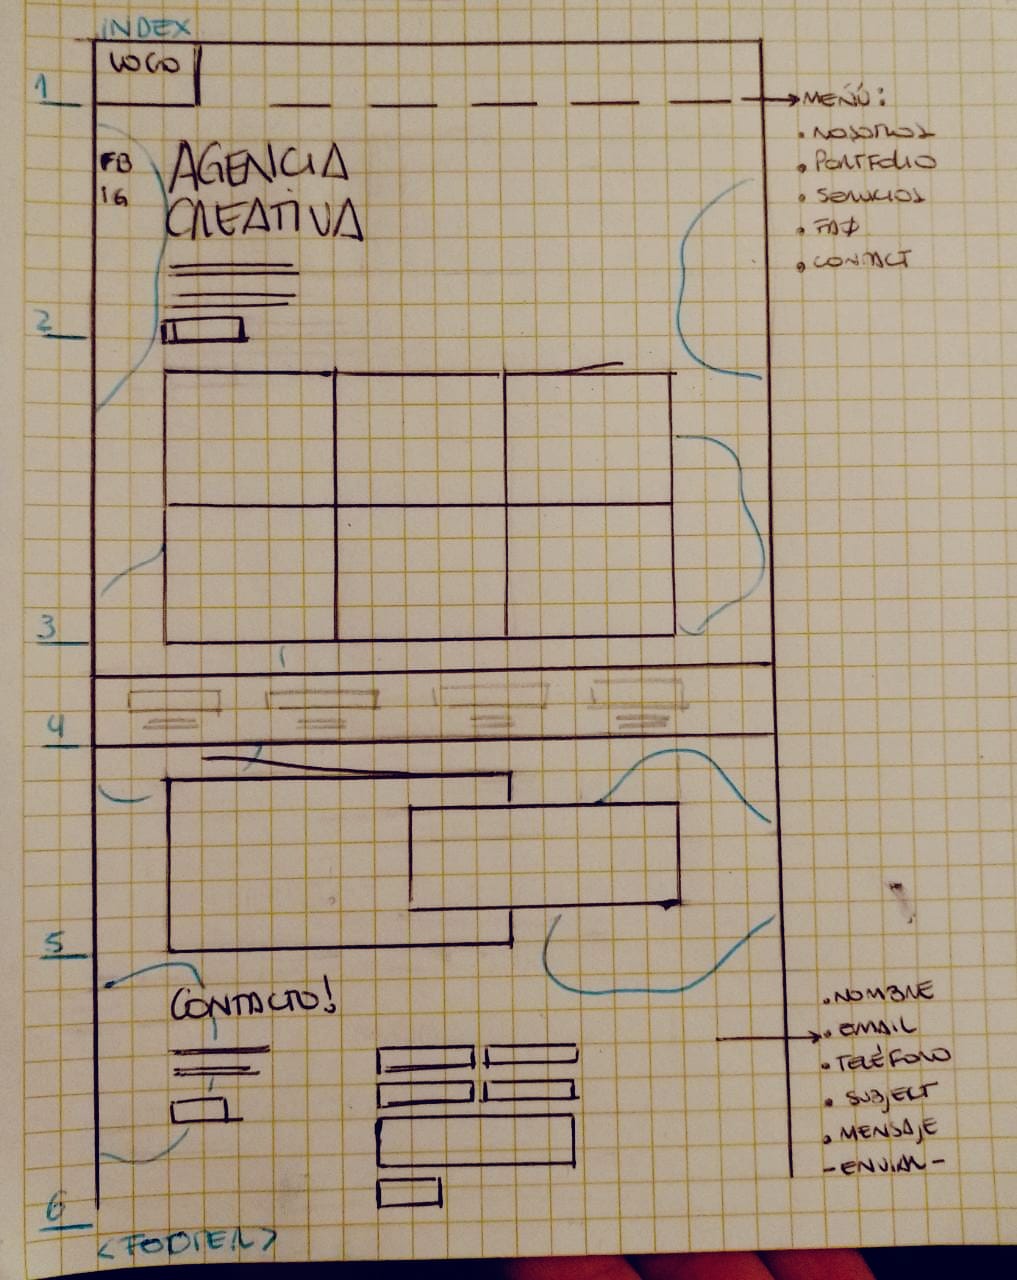 INDEX
LOGO
1
MENÚ:
• NOSOTROS
• PORTFOLIO
• SERVICIOS
• FAQ
• CONTACT
FB
IG
AGENCIA
CREATIVA
2
3
4
5
CONTACTO!
• NOMBRE
• EMAIL
• TELÉFONO
• SUBJECT
• MENSAJE
- ENVIAR -
6
<FOOTER>